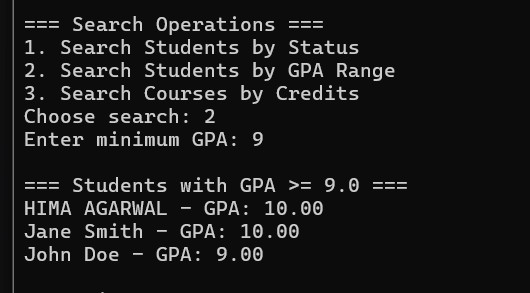 === Search Operations ===
1. Search Students by Status
2. Search Students by GPA Range
3. Search Courses by Credits
Choose search: 2
Enter minimum GPA: 9
=== Students with GPA >= 9.0 ===
HIMA AGARWAL - GPA: 10.00
Jane Smith - GPA: 10.00
John Doe - GPA: 9.00